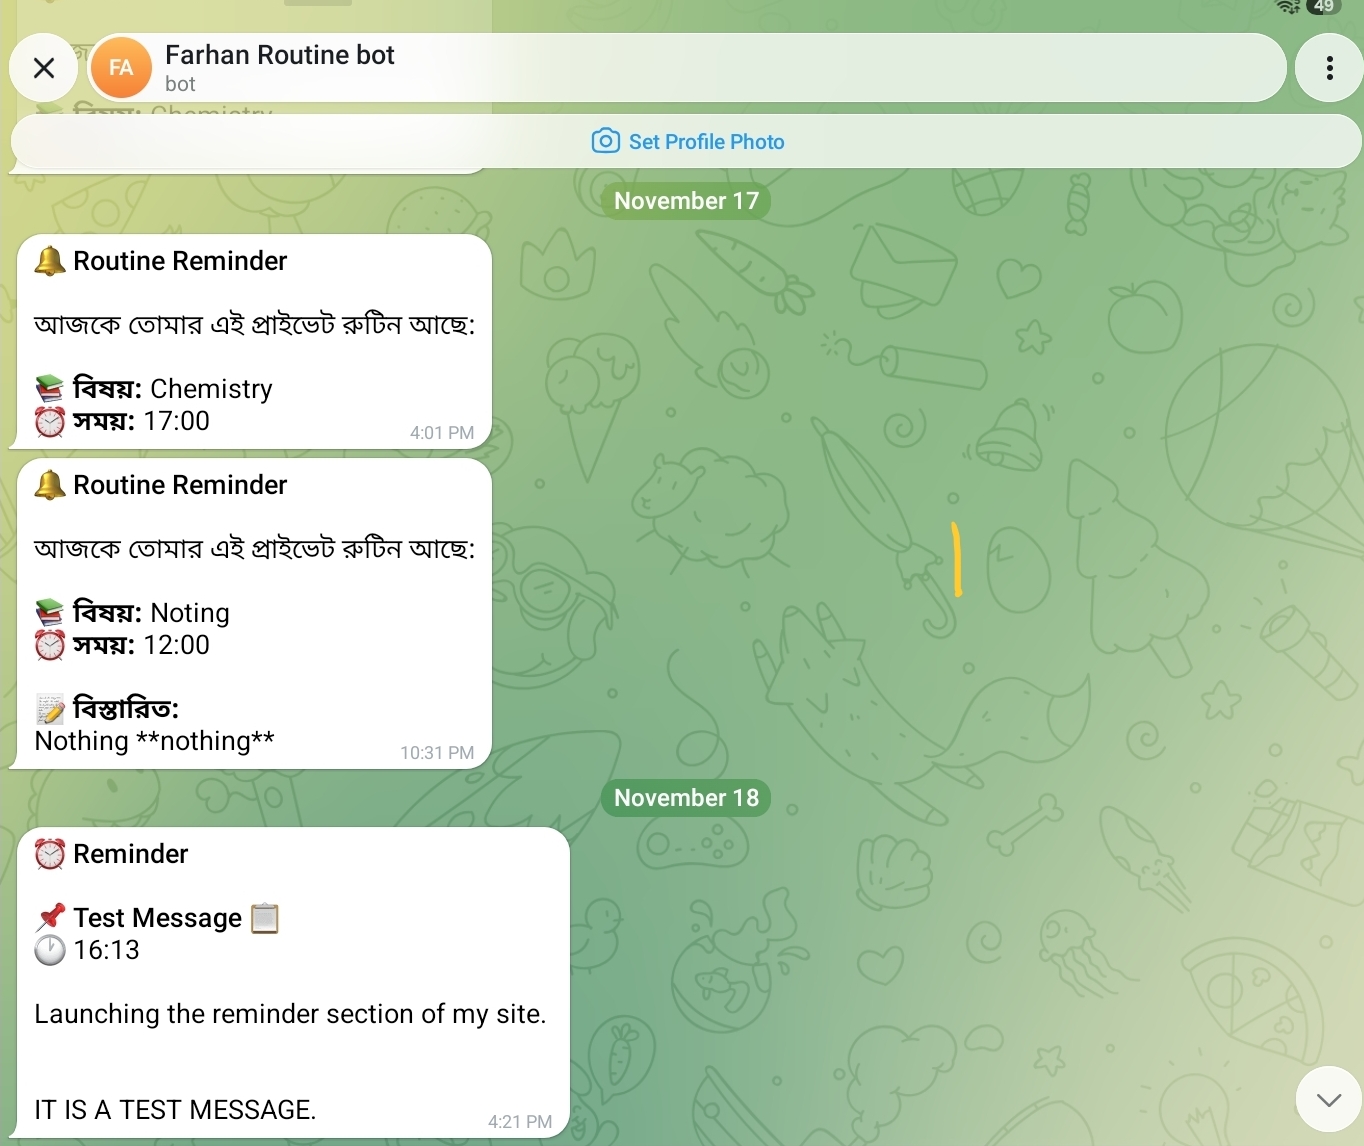 49
FA
Farhan Routine bot
bot
বিষয়: Chemistry
Set Profile Photo
November 17
🔔 Routine Reminder
আজকে তোমার এই প্রাইভেট রুটিন আছে:
📚 বিষয়: Chemistry
⏰ সময়: 17:00
4:01 PM
🔔 Routine Reminder
আজকে তোমার এই প্রাইভেট রুটিন আছে:
📚 বিষয়: Noting
⏰ সময়: 12:00
📝 বিস্তারিত:
Nothing **nothing**
10:31 PM
November 18
⏰ Reminder
📌 Test Message 📋
🕐 16:13
Launching the reminder section of my site.
IT IS A TEST MESSAGE.
4:21 PM